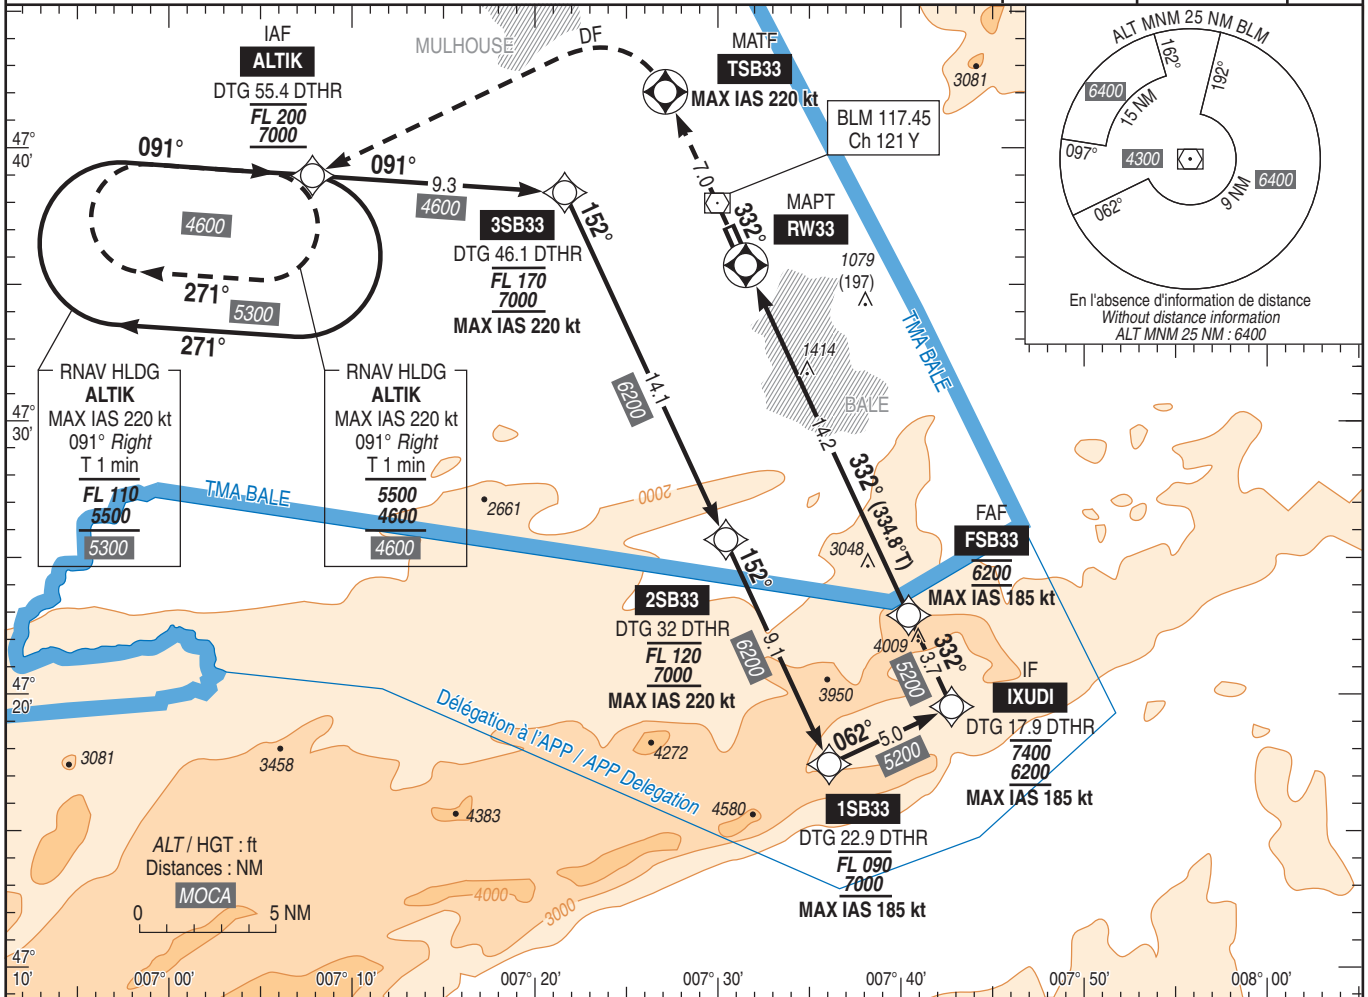 IAF
ALTIK
DTG 55.4 DTHR
FL 200
7000
MULHOUSE
DF
MATF
TSB33
MAX IAS 220 kt
3081
BLM 117.45
Ch 121 Y
ALT MNM 25 NM BLM
162°
192°
6400
15 NM
097°
4300
062°
9 NM
6400
En l'absence d'information de distance
Without distance information
ALT MNM 25 NM : 6400
47°
40'
091°
091°
9.3
4600
4600
271°
5300
271°
3SB33
DTG 46.1 DTHR
FL 170
7000
MAX IAS 220 kt
152°
7.0
332°
MAPT
RW33
1079
(197)
TMA BALE
1414
BALE
RNAV HLDG
ALTIK
MAX IAS 220 kt
091° Right
T 1 min
FL 110
5500
5300
RNAV HLDG
ALTIK
MAX IAS 220 kt
091° Right
T 1 min
5500
4600
4600
47°
30'
14.1
6200
14.2
332° (334.8°T)
TMA BALE
2661
2000
3048
FAF
FSB33
6200
MAX IAS 185 kt
152°
2SB33
DTG 32 DTHR
FL 120
7000
MAX IAS 220 kt
9.1
6200
4009
332°
3.7
5200
IF
IXUDI
DTG 17.9 DTHR
7400
6200
MAX IAS 185 kt
47°
20'
3950
062°
5.0
5200
Délégation à l'APP / APP Delegation
3081
3458
4272
4383
4580
1SB33
DTG 22.9 DTHR
FL 090
7000
MAX IAS 185 kt
ALT / HGT : ft
Distances : NM
MOCA
0 5 NM
4000
3000
47°
10'
007° 00'
007° 10'
007° 20'
007° 30'
007° 40'
007° 50'
008° 00'